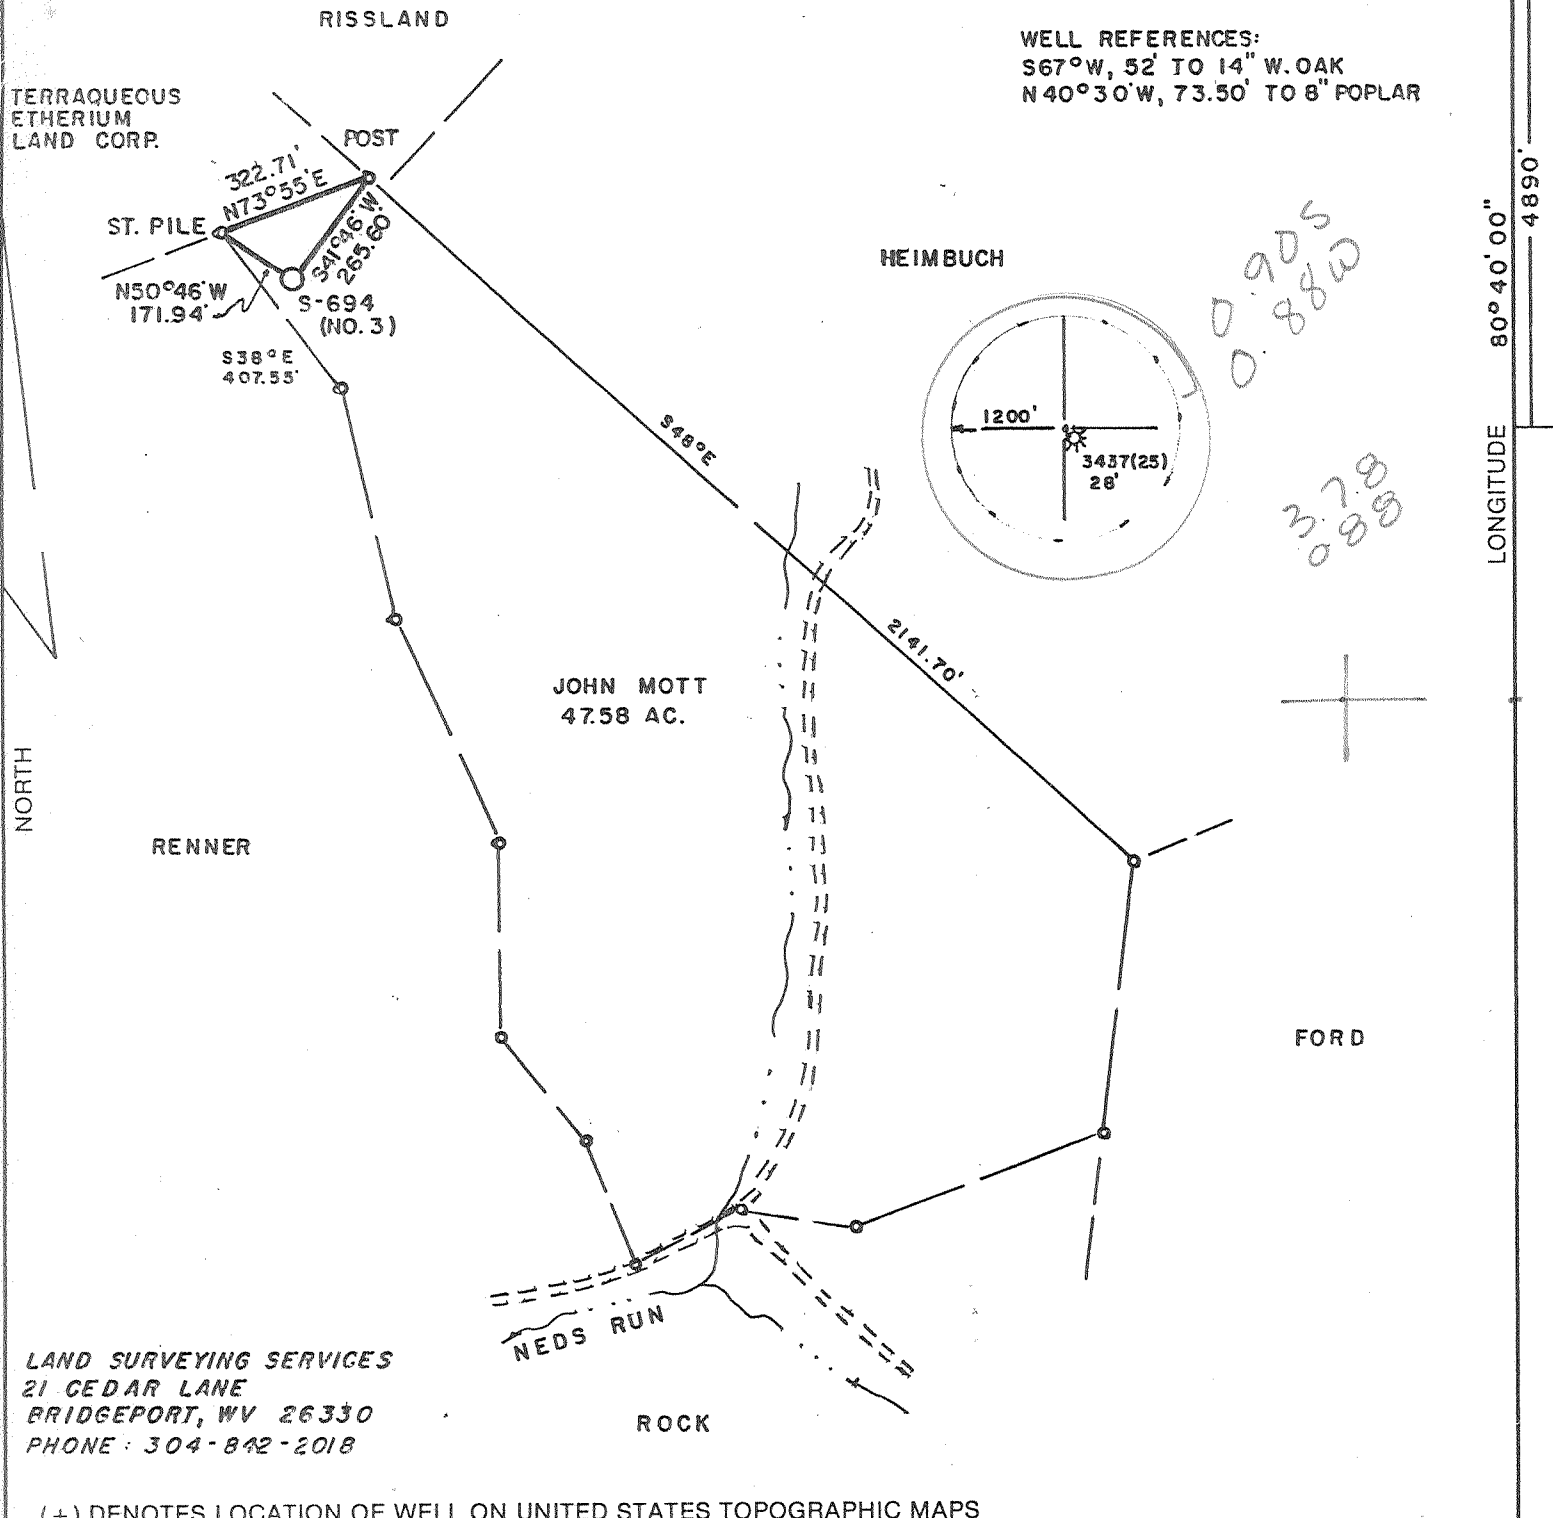 RISSLAND
WELL REFERENCES:
S67°W, 52' TO 14" W. OAK
N40°30'W, 73.50' TO 8" POPLAR
TERRAQUEOUS
ETHERIUM
LAND CORP.
POST
322.71'
N73°55'E
ST. PILE
S41°46'W
265.60
N50°46'W
171.94'
S-694
(NO. 3)
S38°E
407.55'
HEIMBUCH
0.90S
0.88W
4890'
80°40'00"
LONGITUDE
1200'
3437(25)
28'
S48°E
3.78
088
2141.70'
JOHN MOTT
47.58 AC.
NORTH
RENNER
FORD
NEDS RUN
LAND SURVEYING SERVICES
21 CEDAR LANE
BRIDGEPORT, WV 26330
PHONE: 304-842-2018
ROCK
(+) DENOTES LOCATION OF WELL ON UNITED STATES TOPOGRAPHIC MAPS